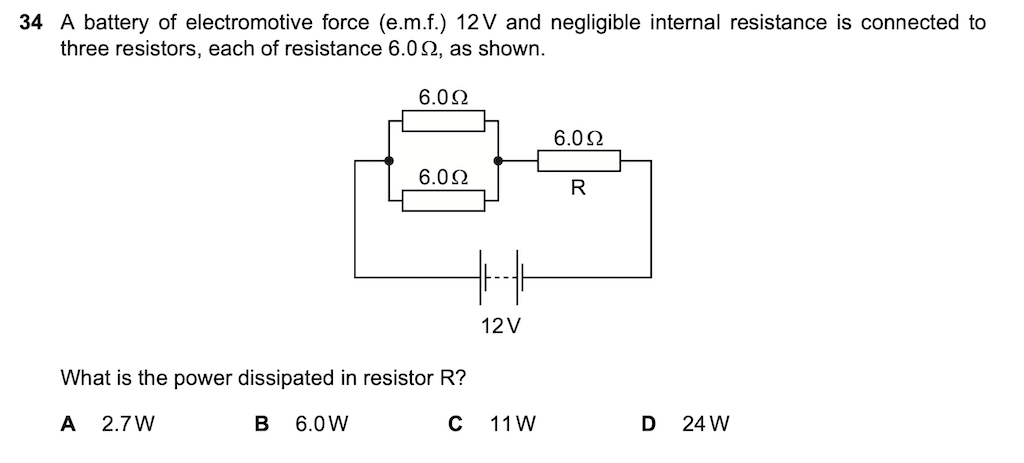 34 A battery of electromotive force (e.m.f.) 12 V and negligible internal resistance is connected to
three resistors, each of resistance 6.0 Ω, as shown.
6.0 Ω
6.0 Ω
6.0 Ω
R
12 V
What is the power dissipated in resistor R?
A 2.7 W B 6.0 W C 11 W D 24 W